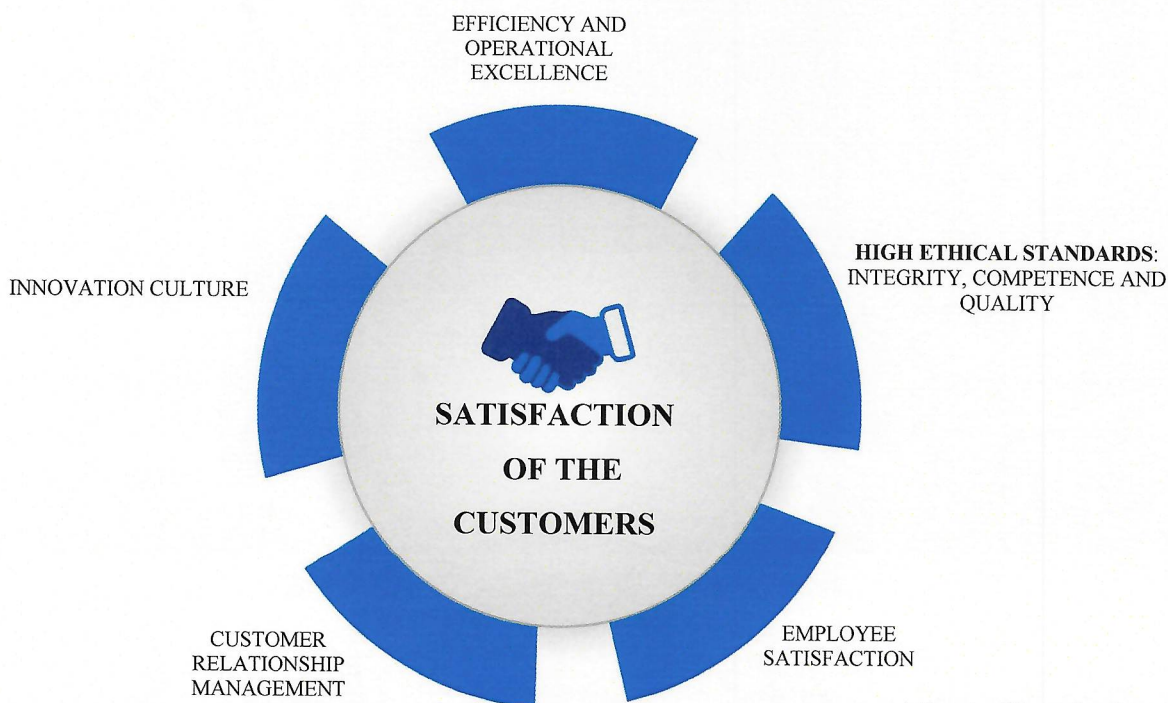 EFFICIENCY AND
OPERATIONAL
EXCELLENCE
HIGH ETHICAL STANDARDS:
INTEGRITY, COMPETENCE AND
QUALITY
INNOVATION CULTURE
SATISFACTION
OF THE
CUSTOMERS
CUSTOMER
RELATIONSHIP
MANAGEMENT
EMPLOYEE
SATISFACTION